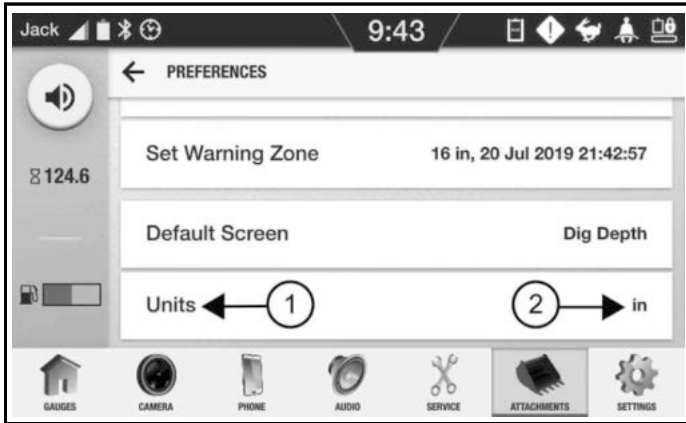 Jack 9:43
← PREFERENCES
124.6
Set Warning Zone 16 in, 20 Jul 2019 21:42:57
Default Screen Dig Depth
Units 1 2 in
GAUGES CAMERA PHONE AUDIO SERVICE ATTACHMENTS SETTINGS